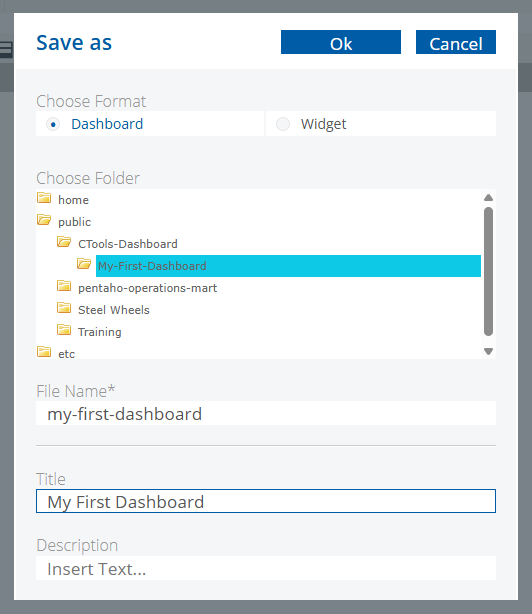 Save as
Ok
Cancel
Choose Format
Dashboard
Widget
Choose Folder
home
public
CTools-Dashboard
My-First-Dashboard
pentaho-operations-mart
Steel Wheels
Training
etc
File Name*
my-first-dashboard
Title
My First Dashboard
Description
Insert Text...